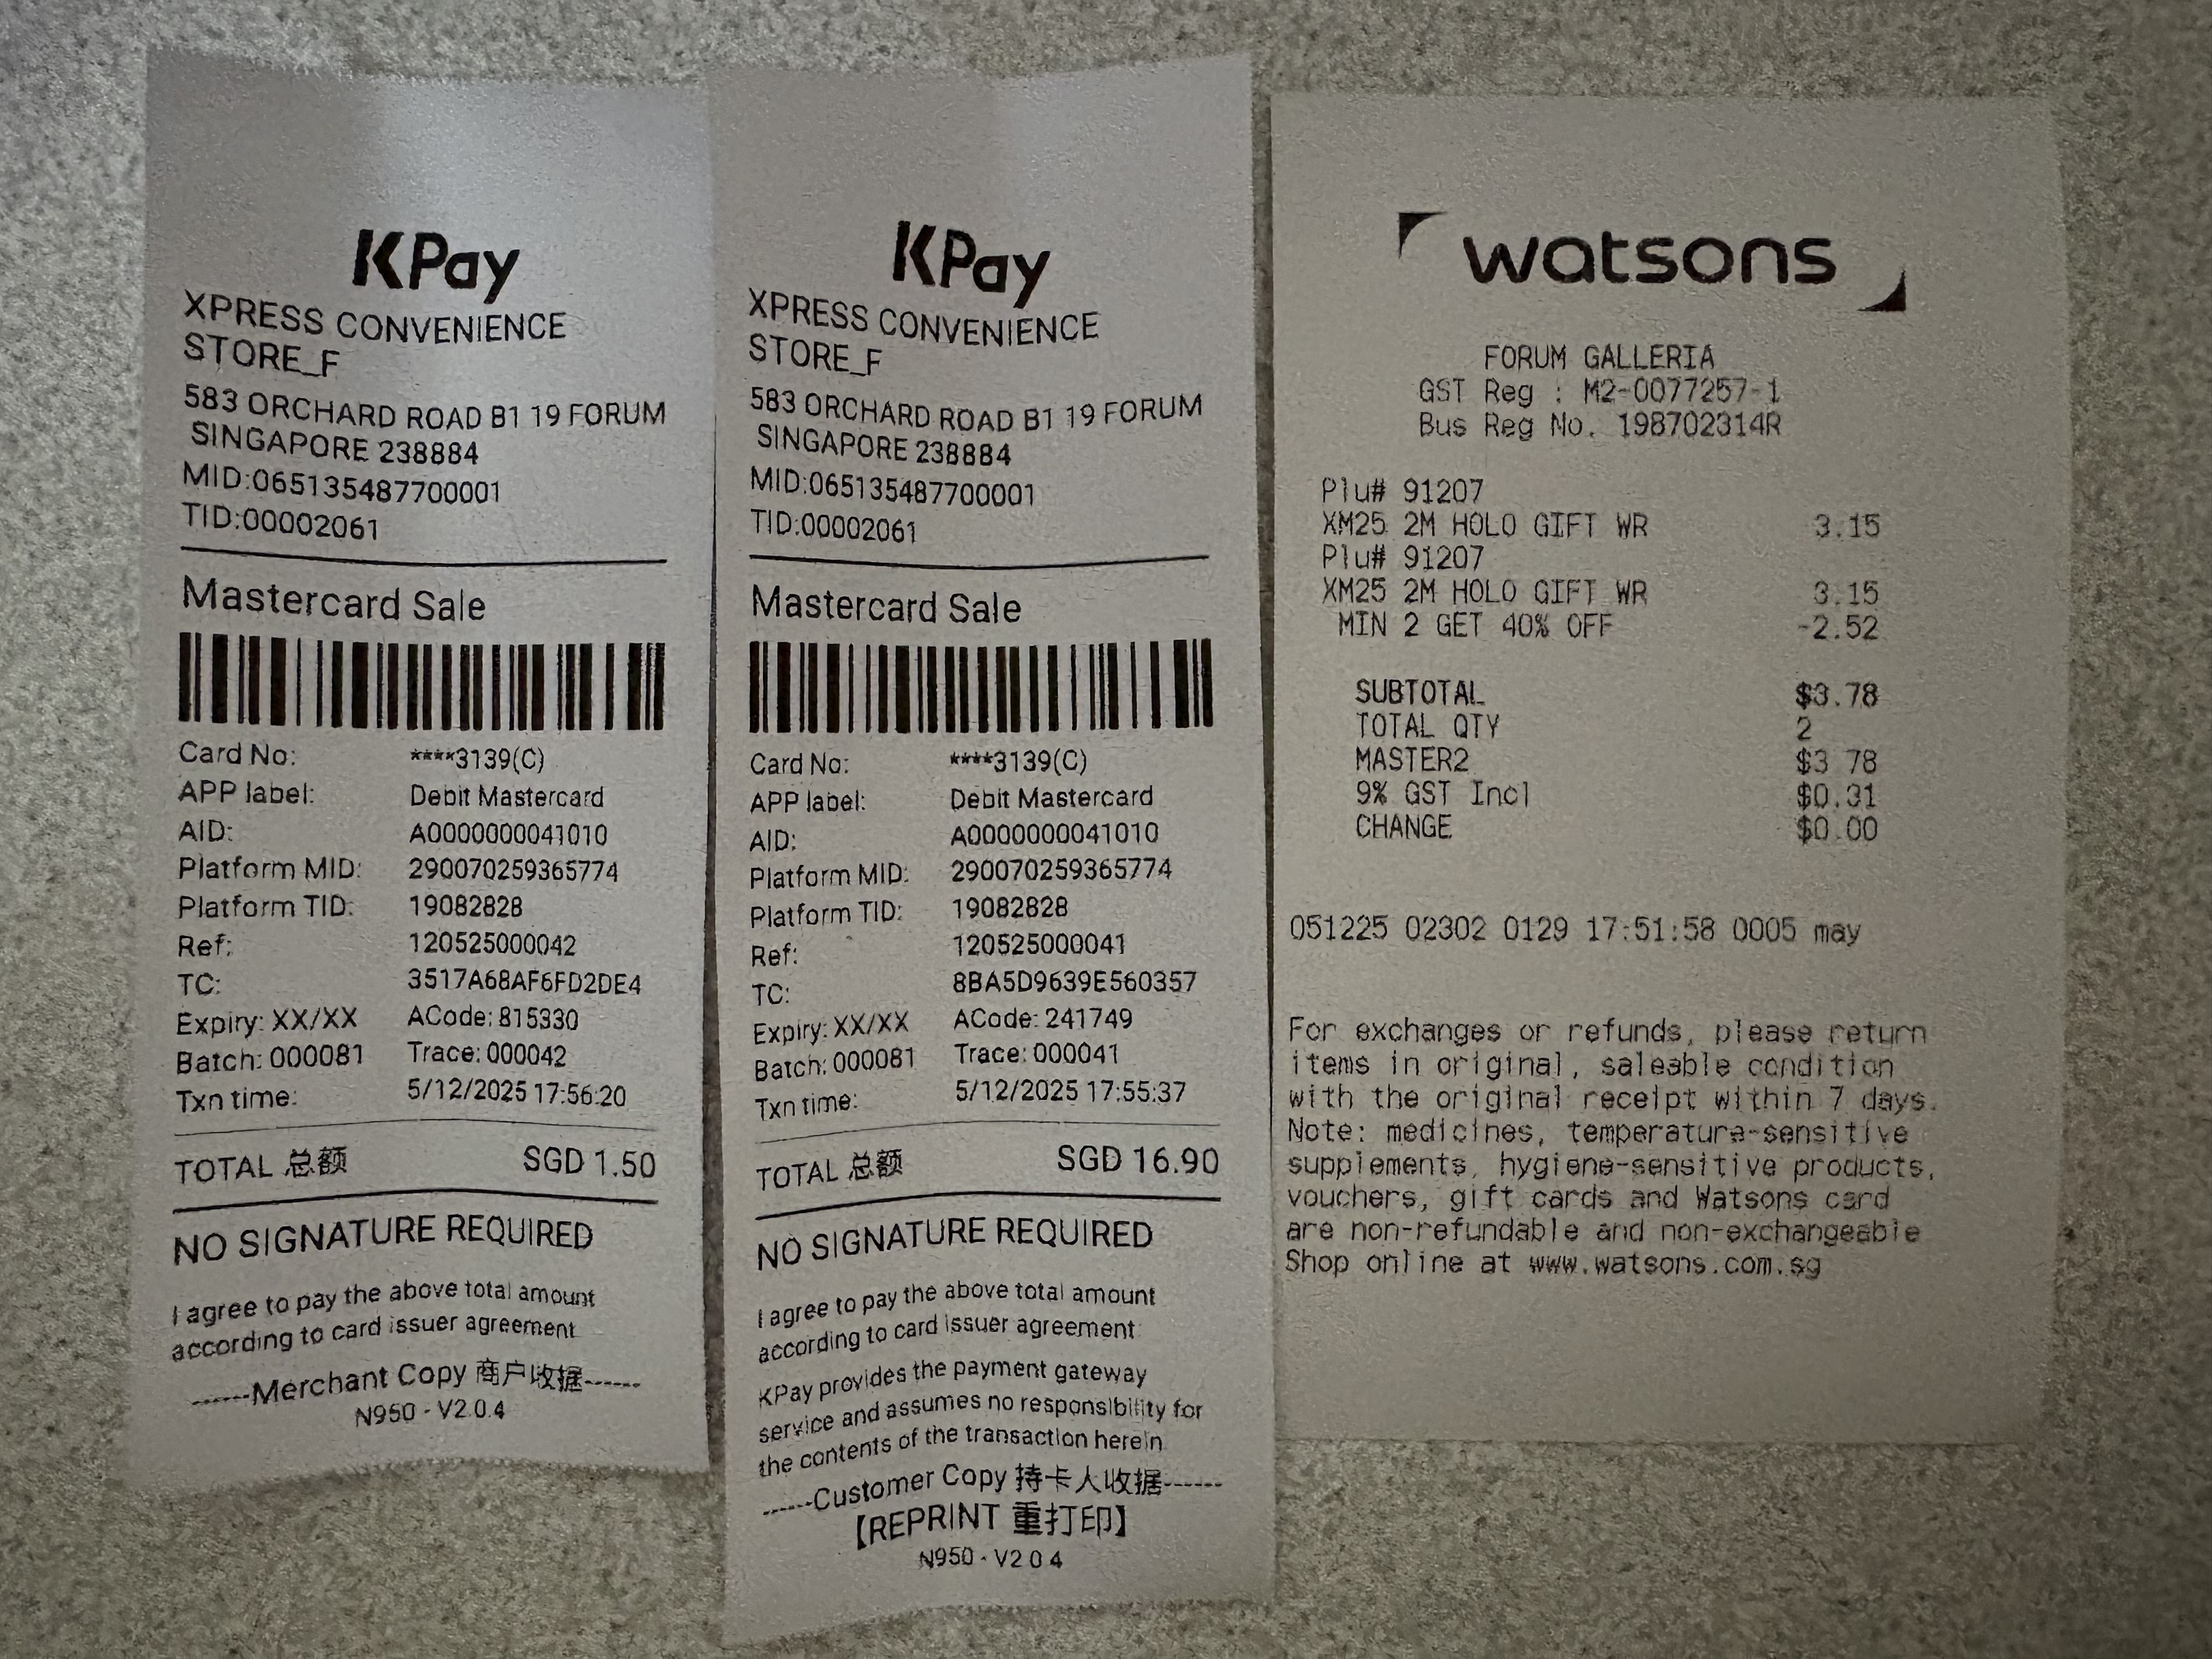 KPay
XPRESS CONVENIENCE
STORE_F
583 ORCHARD ROAD B1 19 FORUM
SINGAPORE 238884
MID:065135487700001
TID:00002061
Mastercard Sale
Card No: ****3139(C)
APP label: Debit Mastercard
AID: A0000000041010
Platform MID: 290070259365774
Platform TID: 19082828
Ref: 120525000042
TC: 3517A68AF6FD2DE4
Expiry: XX/XX ACode: 815330
Batch: 000081 Trace: 000042
Txn time: 5/12/2025 17:56:20
TOTAL 总额 SGD 1.50
NO SIGNATURE REQUIRED
I agree to pay the above total amount
according to card issuer agreement
------Merchant Copy 商户收据------
N950 - V2.0.4
KPay
XPRESS CONVENIENCE
STORE_F
583 ORCHARD ROAD B1 19 FORUM
SINGAPORE 238884
MID:065135487700001
TID:00002061
Mastercard Sale
Card No: ****3139(C)
APP label: Debit Mastercard
AID: A0000000041010
Platform MID: 290070259365774
Platform TID: 19082828
Ref: 120525000041
TC: 8BA5D9639E560357
Expiry: XX/XX ACode: 241749
Batch: 000081 Trace: 000041
Txn time: 5/12/2025 17:55:37
TOTAL 总额 SGD 16.90
NO SIGNATURE REQUIRED
I agree to pay the above total amount
according to card issuer agreement
KPay provides the payment gateway
service and assumes no responsibility for
the contents of the transaction herein
------Customer Copy 持卡人收据------
【REPRINT 重打印】
N950 - V2.0.4
watsons
FORUM GALLERIA
GST Reg : M2-0077257-1
Bus Reg No. 198702314R
Plu# 91207
XM25 2M HOLO GIFT WR 3.15
Plu# 91207
XM25 2M HOLO GIFT WR 3.15
MIN 2 GET 40% OFF -2.52
SUBTOTAL $3.78
TOTAL QTY 2
MASTER2 $3.78
9% GST Incl $0.31
CHANGE $0.00
051225 02302 0129 17:51:58 0005 may
For exchanges or refunds, please return
items in original, saleable condition
with the original receipt within 7 days.
Note: medicines, temperature-sensitive
supplements, hygiene-sensitive products,
vouchers, gift cards and Watsons card
are non-refundable and non-exchangeable
Shop online at www.watsons.com.sg